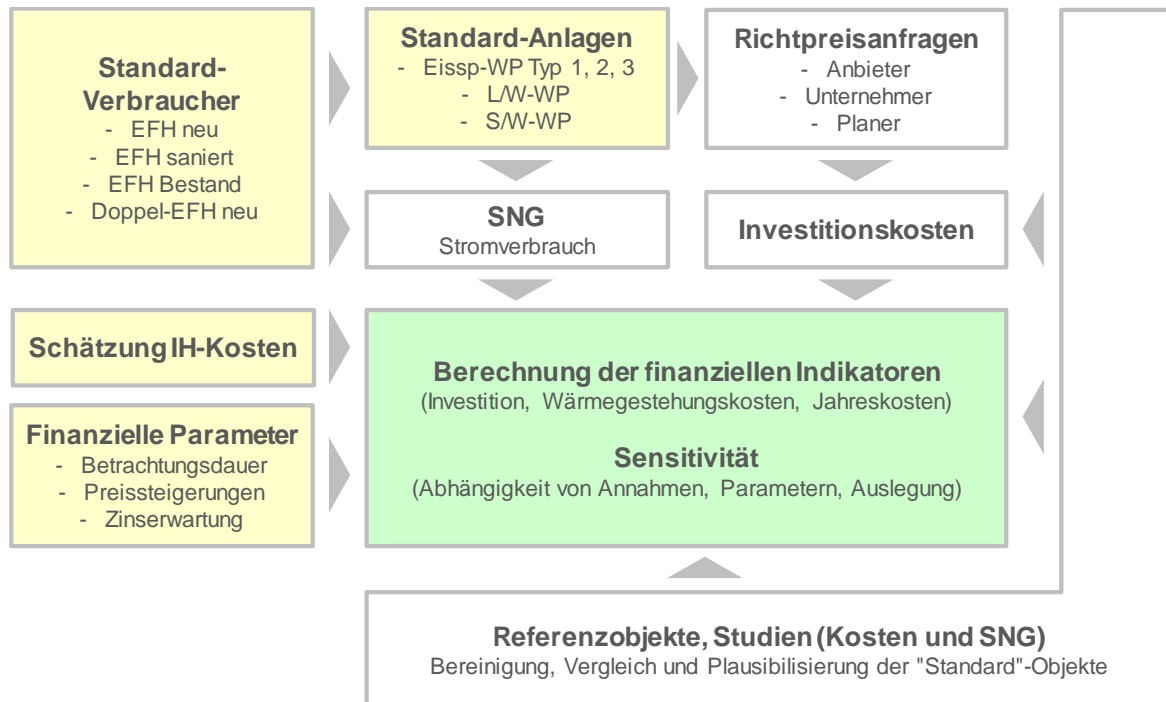 Standard-
Verbraucher
- EFH neu
- EFH saniert
- EFH Bestand
- Doppel-EFH neu
Standard-Anlagen
- Eissp-WP Typ 1, 2, 3
- L/W-WP
- S/W-WP
Richtpreisanfragen
- Anbieter
- Unternehmer
- Planer
SNG
Stromverbrauch
Investitionskosten
Schätzung IH-Kosten
Finanzielle Parameter
- Betrachtungsdauer
- Preissteigerungen
- Zinserwartung
Berechnung der finanziellen Indikatoren
(Investition, Wärmegestehungskosten, Jahreskosten)
Sensitivität
(Abhängigkeit von Annahmen, Parametern, Auslegung)
Referenzobjekte, Studien (Kosten und SNG)
Bereinigung, Vergleich und Plausibilisierung der "Standard"-Objekte